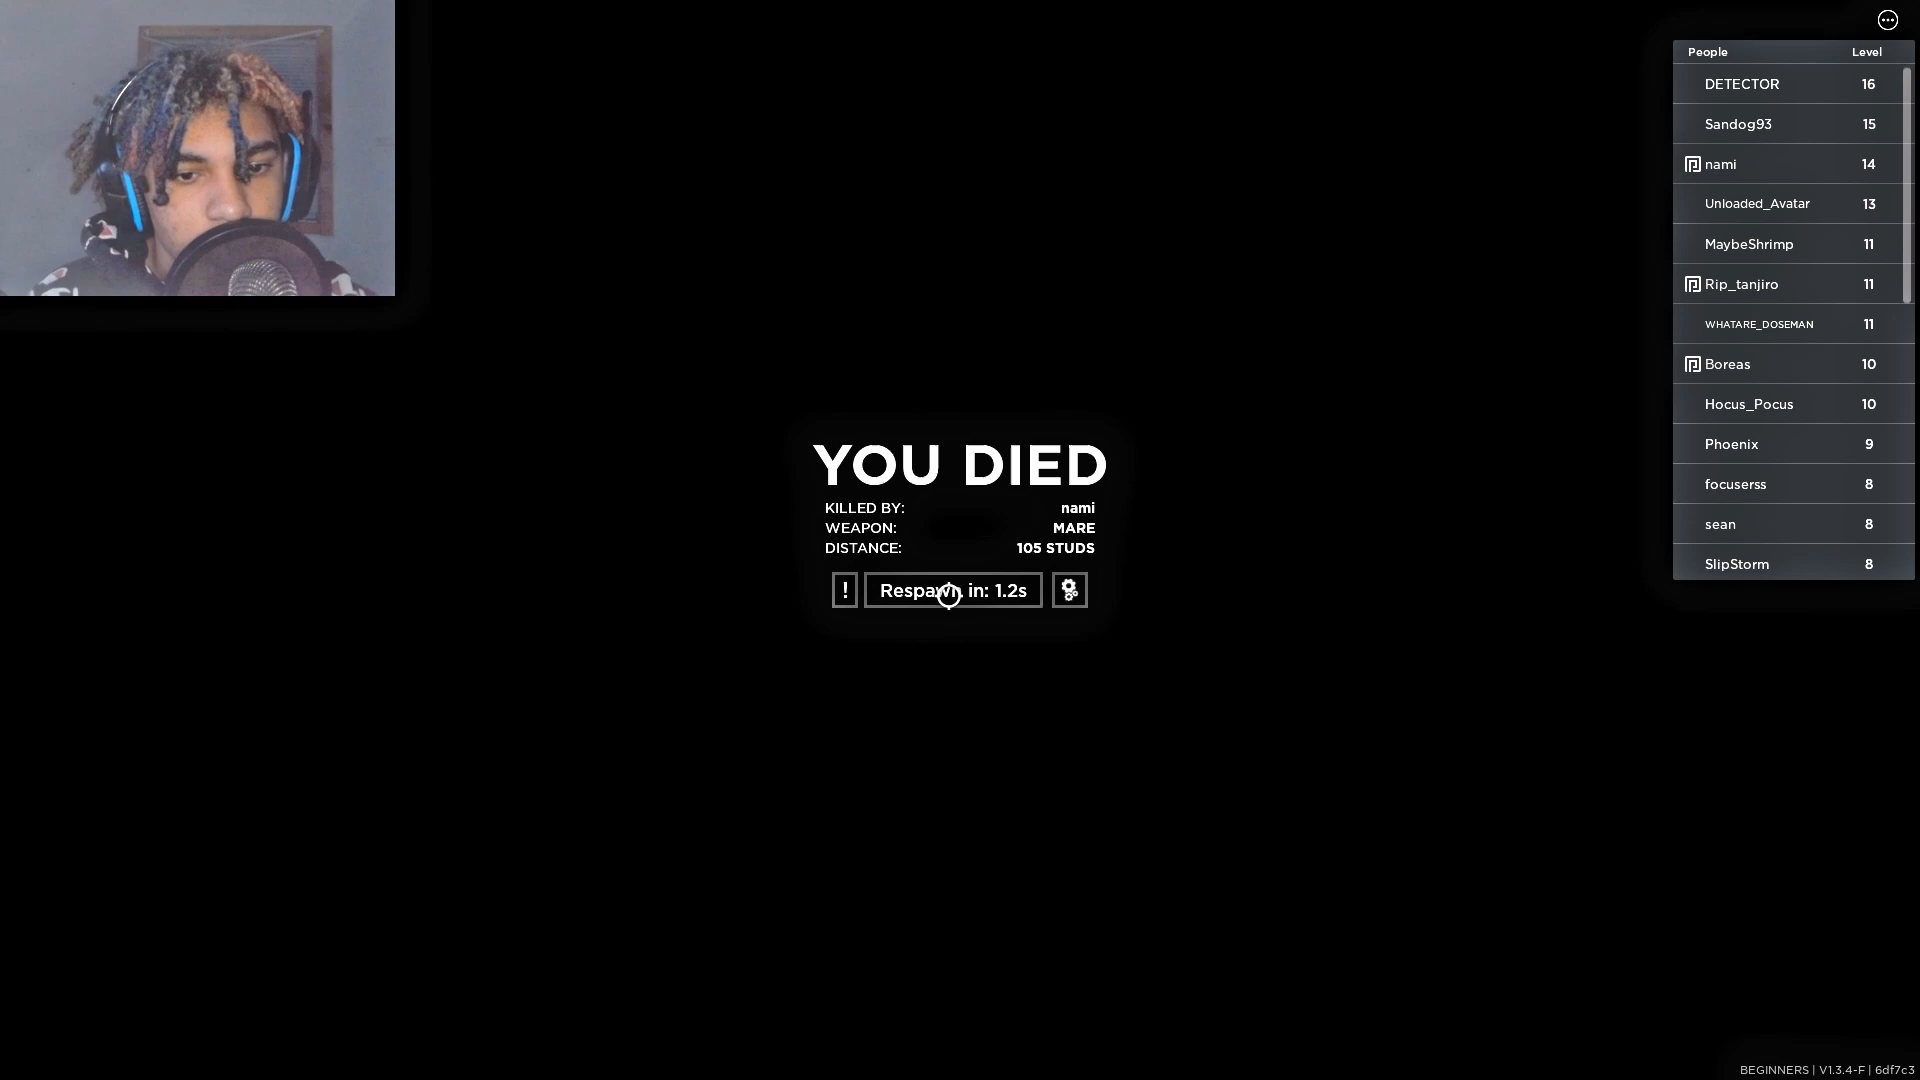 People Level
DETECTOR 16
Sandog93 15
nami 14
Unloaded_Avatar 13
MaybeShrimp 11
Rip_tanjiro 11
WHATARE_DOSEMAN 11
Boreas 10
Hocus_Pocus 10
Phoenix 9
focuserss 8
sean 8
SlipStorm 8
YOU DIED
KILLED BY: nami
WEAPON: MARE
DISTANCE: 105 STUDS
! Respawn in: 1.2s
BEGINNERS | V1.3.4-F | 6df7c3